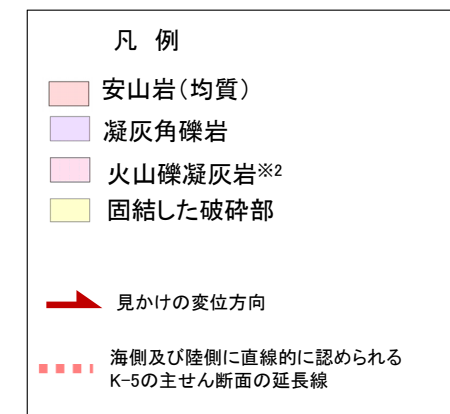 凡 例
安山岩（均質）
凝灰角礫岩
火山礫凝灰岩※2
固結した破砕部
見かけの変位方向
海側及び陸側に直線的に認められる
K-5の主せん断面の延長線